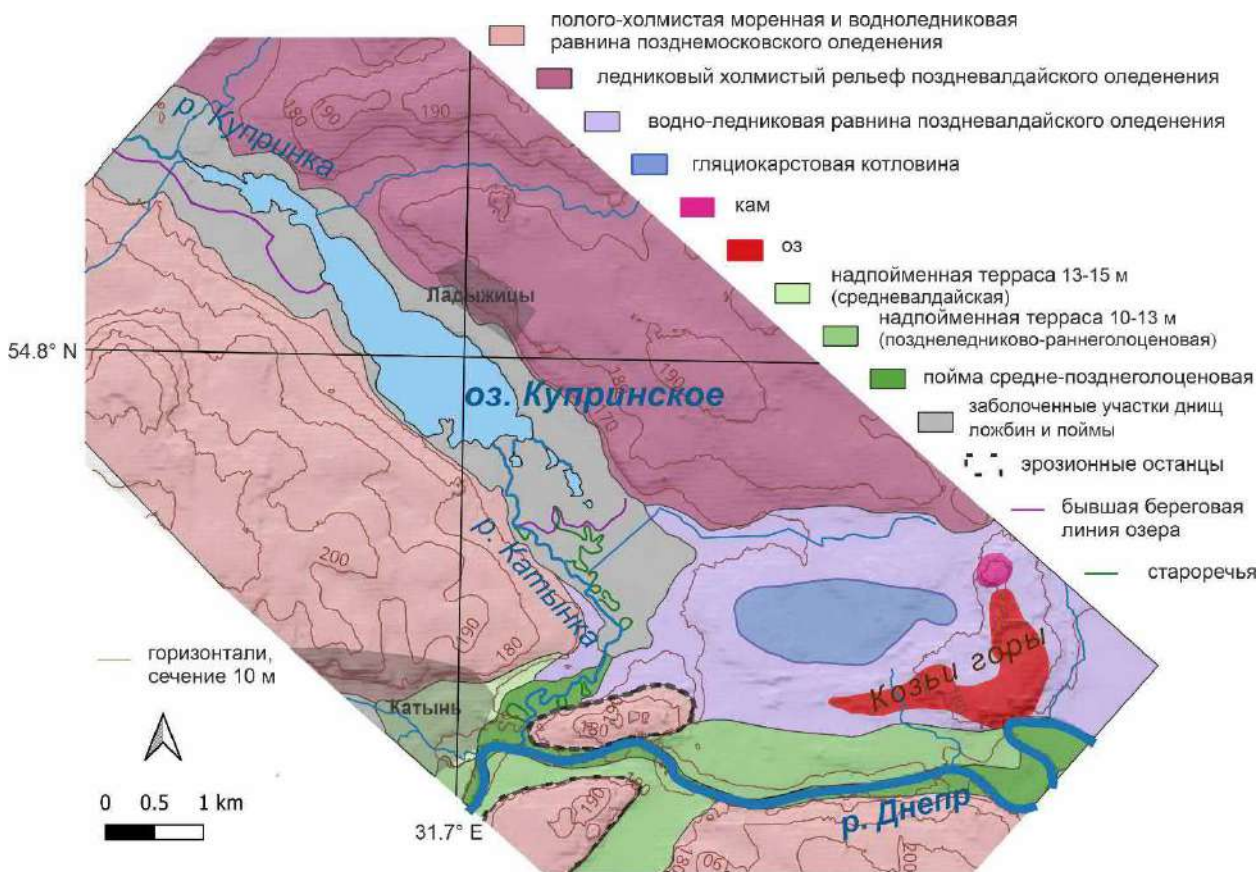 полого-холмистая моренная и водноледниковая
равнина позднемосковского оледенения
ледниковый холмистый рельеф поздневалдайского оледенения
водно-ледниковая равнина поздневалдайского оледенения
гляциокарстовая котловина
кам
оз
надпойменная терраса 13-15 м
(средневалдайская)
надпойменная терраса 10-13 м
(позднеледниково-раннеголоценовая)
пойма средне-позднеголоценовая
заболоченные участки днищ
ложбин и поймы
эрозионные останцы
бывшая береговая
линия озера
староречья
180
190
190
р. Купринка
Ладыжицы
54.8° N
180
190
оз. Купринское
70
200
р. Катынка
190
180
горизонтали,
сечение 10 м
Катынь
Козьи горы
180
190
р. Днепр
180
190
200
0 0.5 1 km
31.7° E